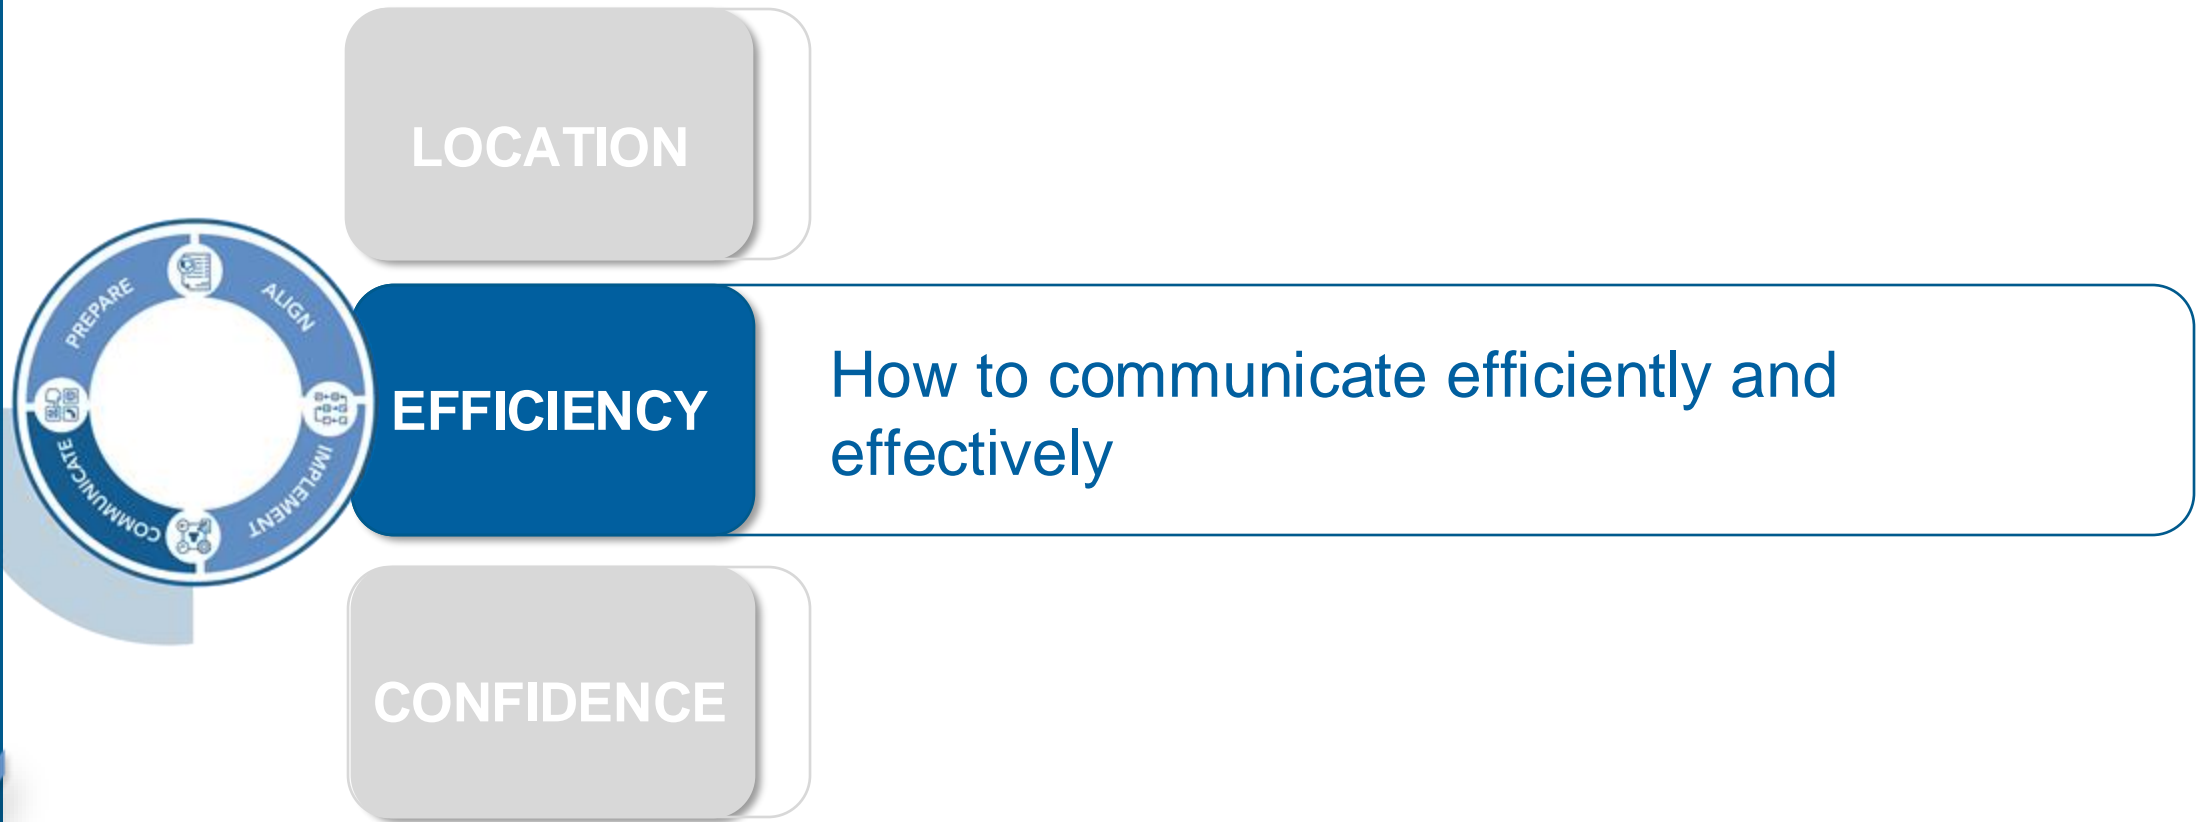 LOCATION
PREPARE
ALIGN
EFFICIENCY
How to communicate efficiently and
effectively
COMMUNICATE
IMPLEMENT
CONFIDENCE